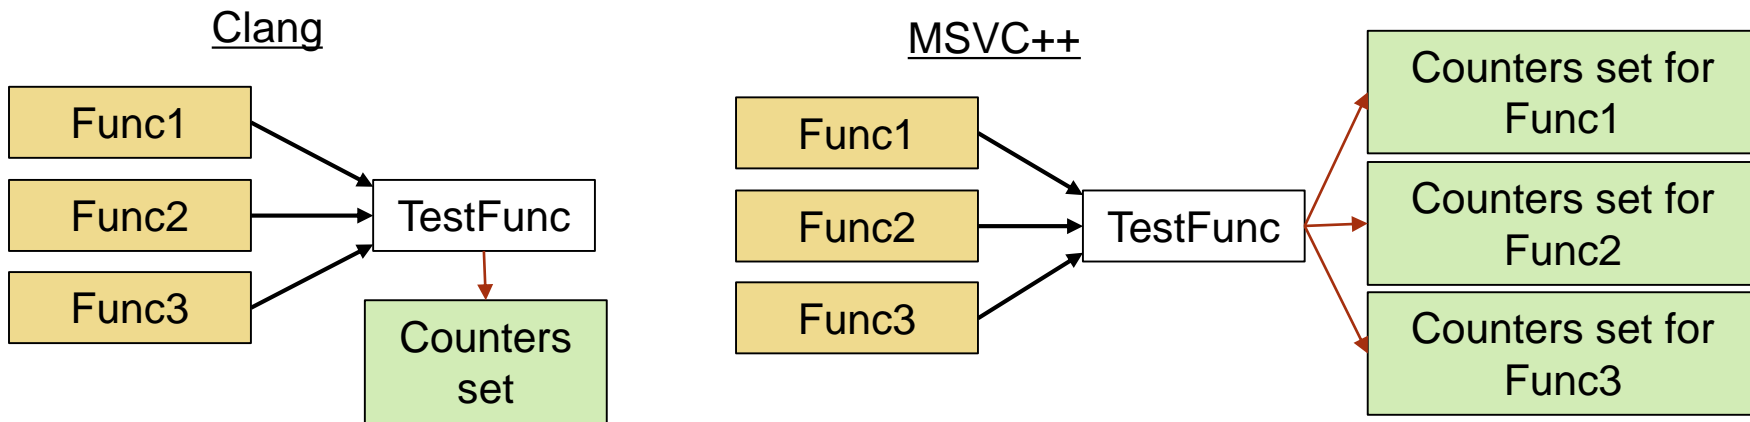 Clang
Func1
Func2
Func3
TestFunc
Counters
set
MSVC++
Func1
Func2
Func3
TestFunc
Counters set for
Func1
Counters set for
Func2
Counters set for
Func3